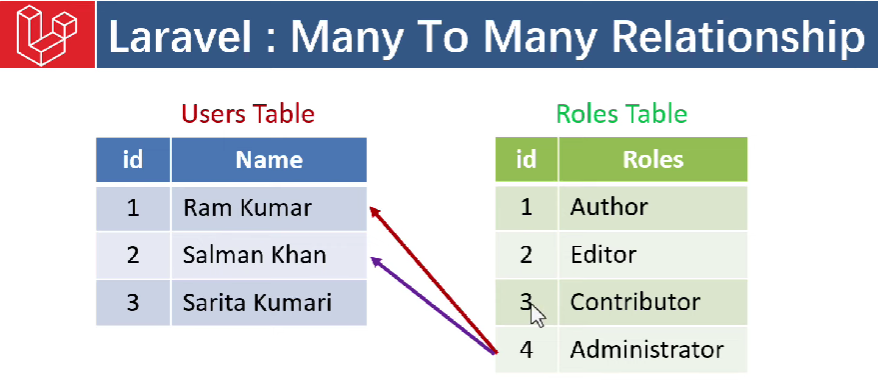 Laravel : Many To Many Relationship
Users Table
id Name
1 Ram Kumar
2 Salman Khan
3 Sarita Kumari
Roles Table
id Roles
1 Author
2 Editor
3 Contributor
4 Administrator